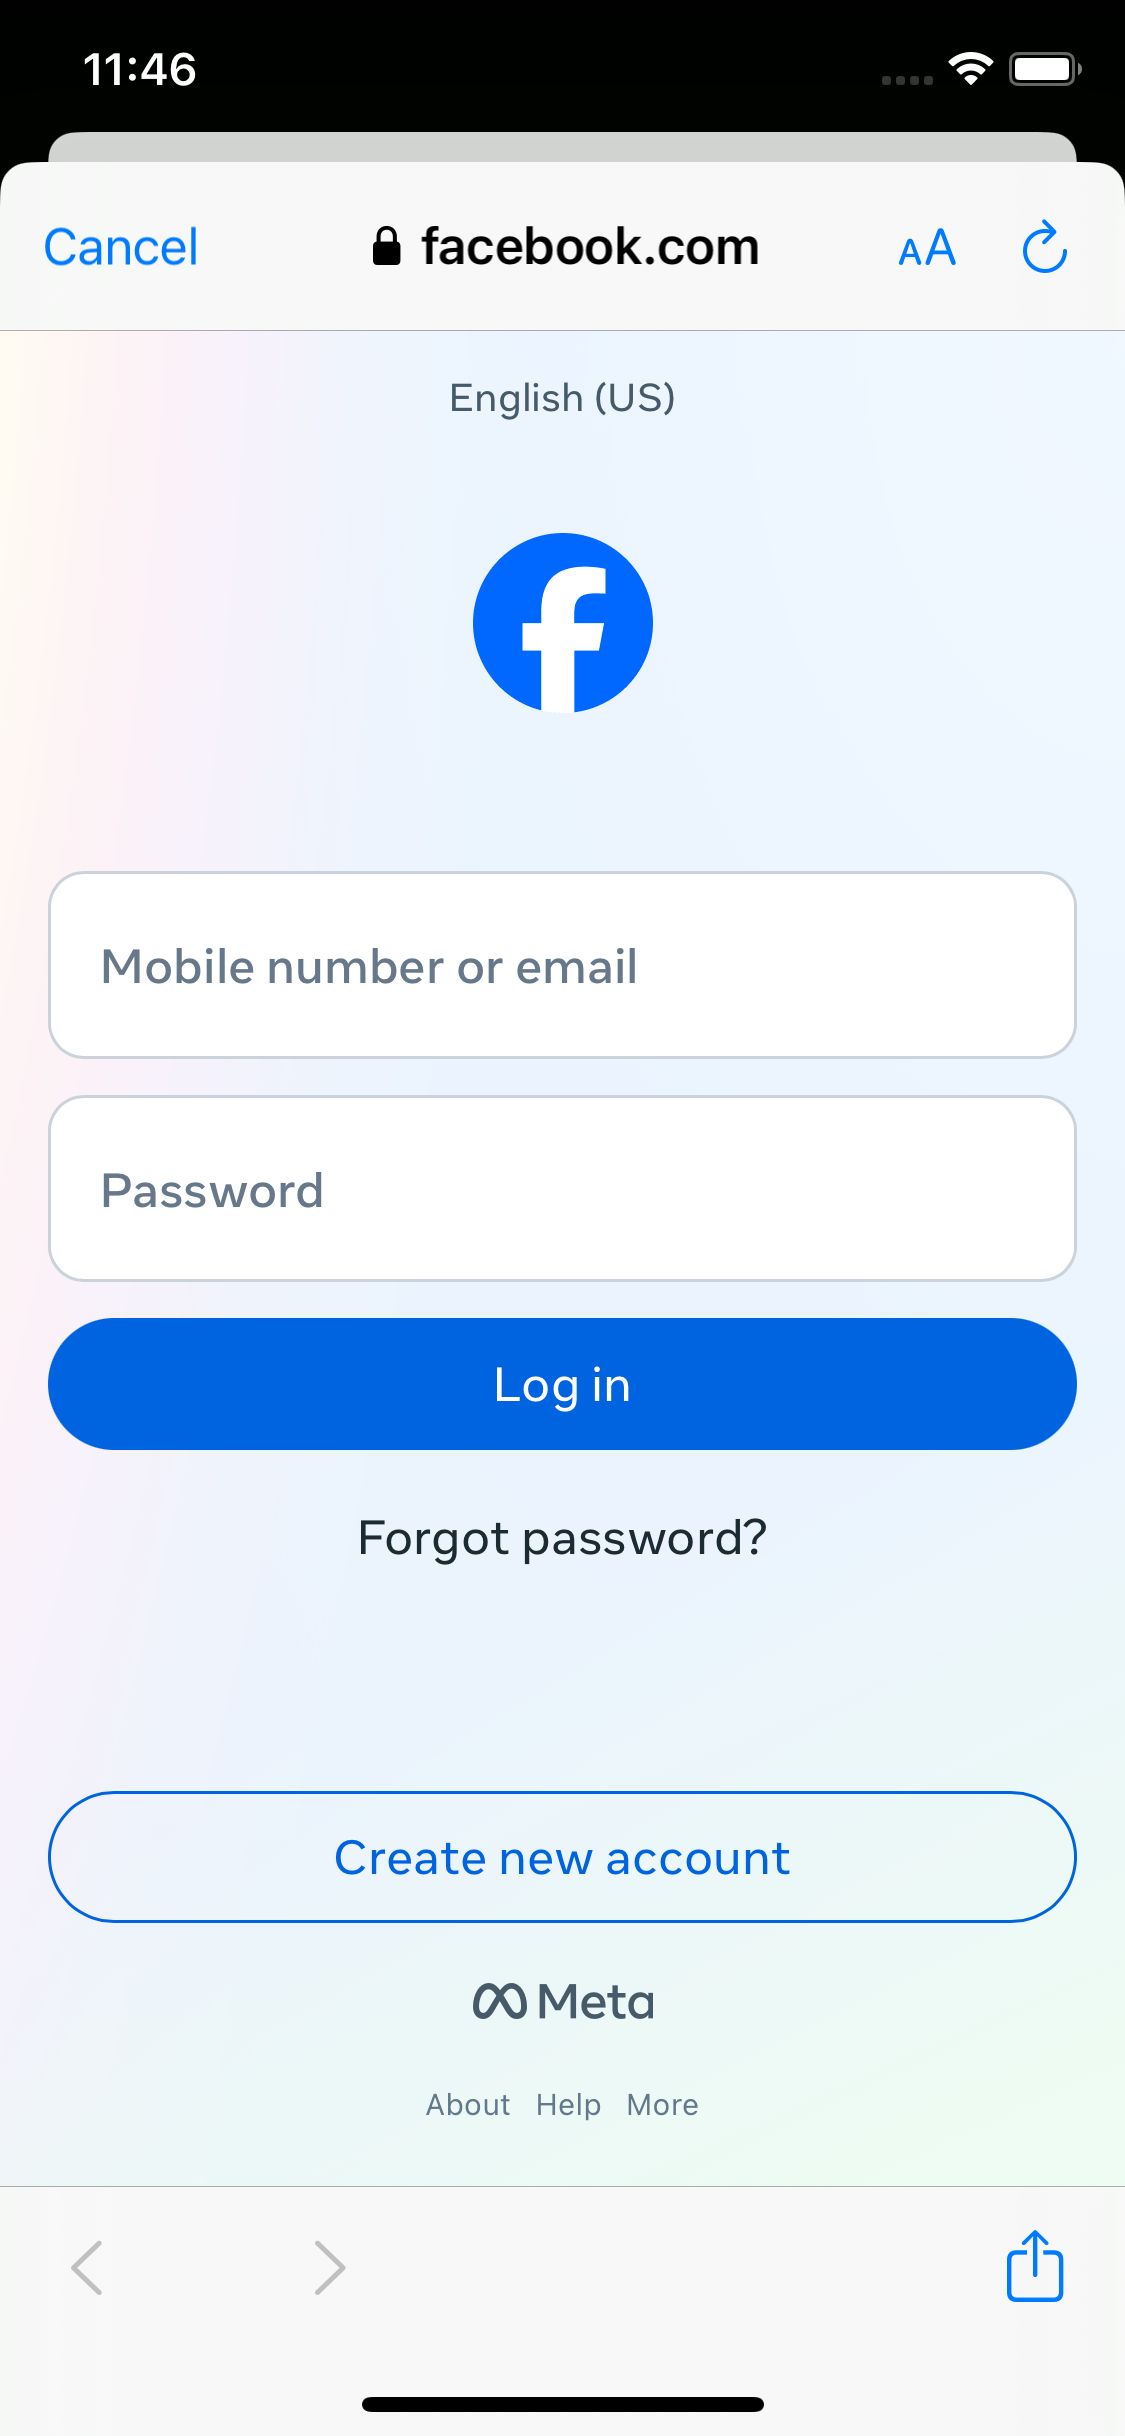 11:46
Cancel facebook.com AA
English (US)
Mobile number or email
Password
Log in
Forgot password?
Create new account
Meta
About Help More